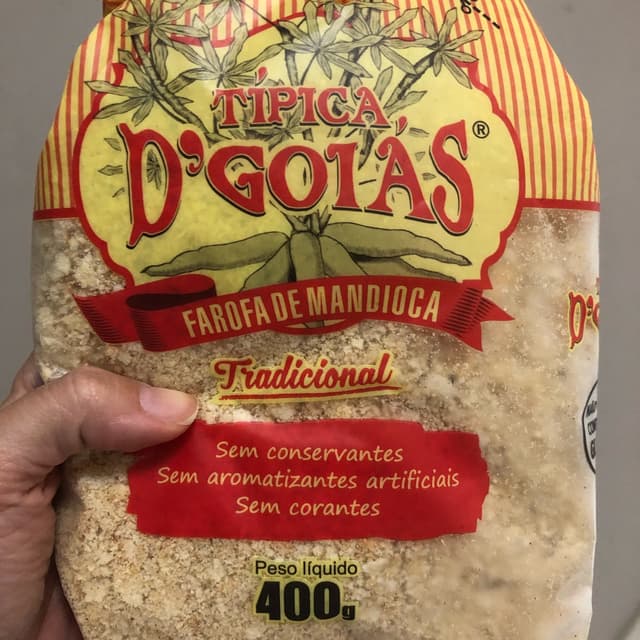 TÍPICA
D'GOIÁS®
FAROFA DE MANDIOCA
Tradicional
Sem conservantes
Sem aromatizantes artificiais
Sem corantes
Peso líquido
400g